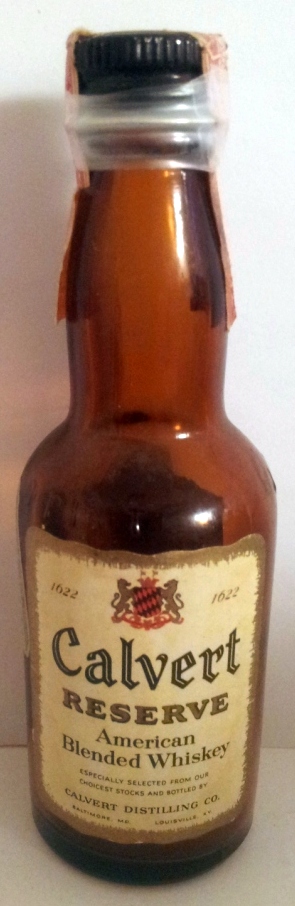 1622 1622
Calvert
RESERVE
American
Blended Whiskey
ESPECIALLY SELECTED FROM OUR
CHOICEST STOCKS AND BOTTLED BY
CALVERT DISTILLING CO.
BALTIMORE, MD. LOUISVILLE, KY.